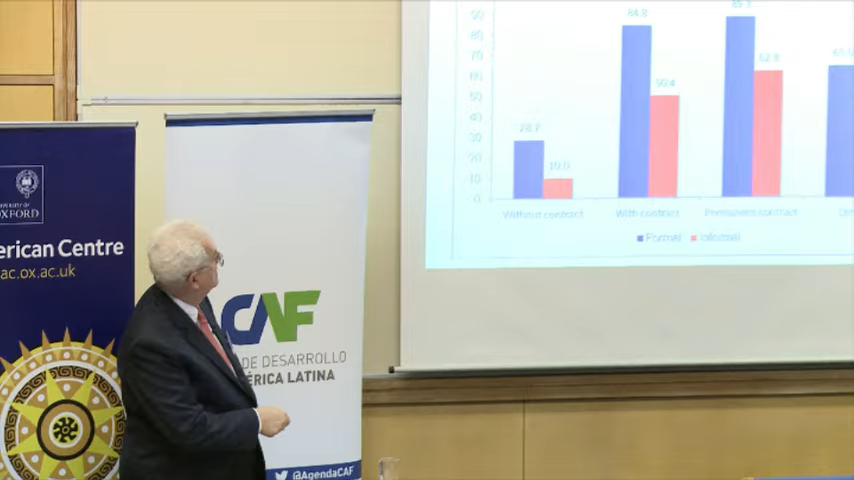 UNIVERSITY OF
OXFORD
erican Centre
ac.ox.ac.uk
CAF
DE DESARROLLO
ÉRICA LATINA
@AgendaCAF
90
80
70
60
50
40
30
20
10
0
28.7
10.0
84.8
50.4
62.8
Without contract
With contract
Permanent contract
Formal
Informal